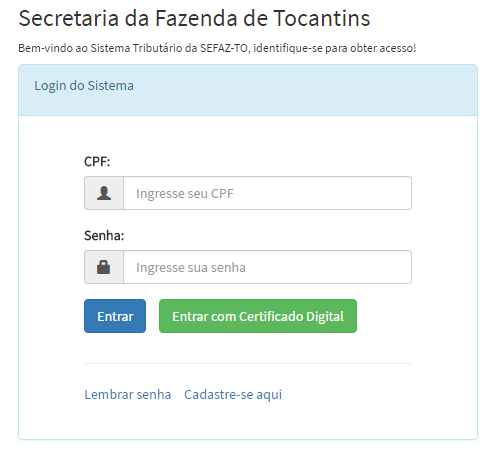 Secretaria da Fazenda de Tocantins
Bem-vindo ao Sistema Tributário da SEFAZ-TO, identifique-se para obter acesso!
Login do Sistema
CPF:
Ingresse seu CPF
Senha:
Ingresse sua senha
Entrar Entrar com Certificado Digital
Lembrar senha Cadastre-se aqui